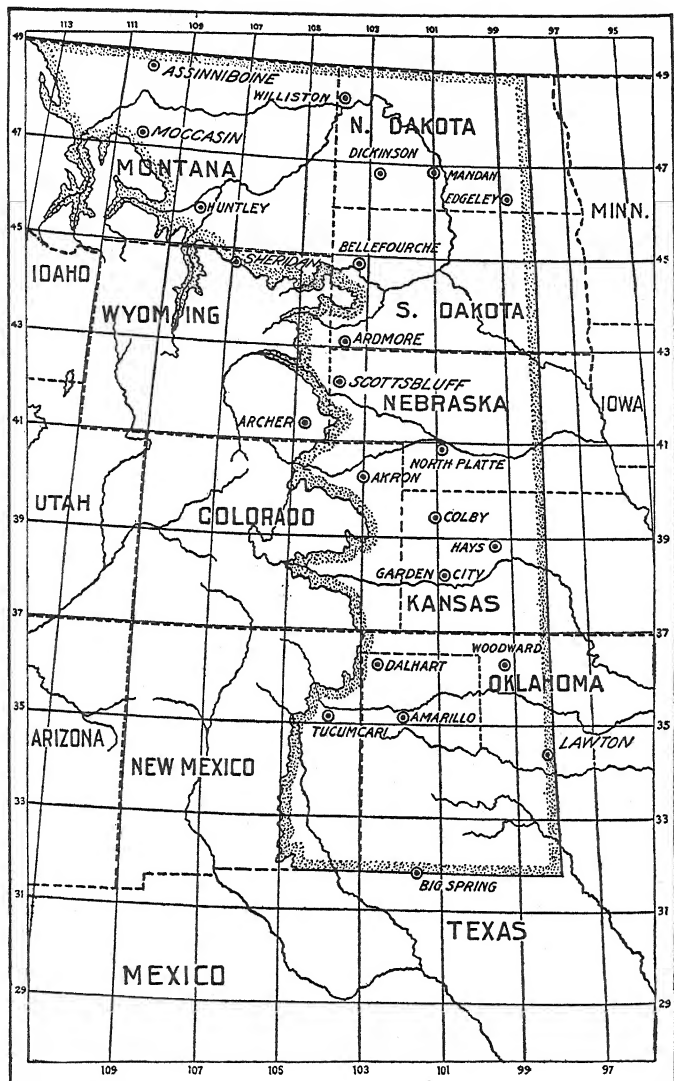 113 111 109 107 105 103 101 99 97 95
49 49
ASSINNIBOINE
WILLISTON
N. DAKOTA
MOCCASIN
47 47
DICKINSON
MANDAN
MONTANA
EDGELEY
HUNTLEY
MINN.
45 45
BELLEFOURCHE
SHERIDAN
IDAHO
WYOMING
S. DAKOTA
43 43
ARDMORE
SCOTTSBLUFF
NEBRASKA
IOWA
ARCHER
41 41
NORTH PLATTE
AKRON
UTAH
COLORADO
COLBY
39 39
HAYS
GARDEN CITY
KANSAS
37 37
WOODWARD
DALHART
OKLAHOMA
35 35
TUCUMCARI
AMARILLO
ARIZONA
LAWTON
NEW MEXICO
33 33
BIG SPRING
31 31
TEXAS
MEXICO
29 29
109 107 105 103 101 99 97